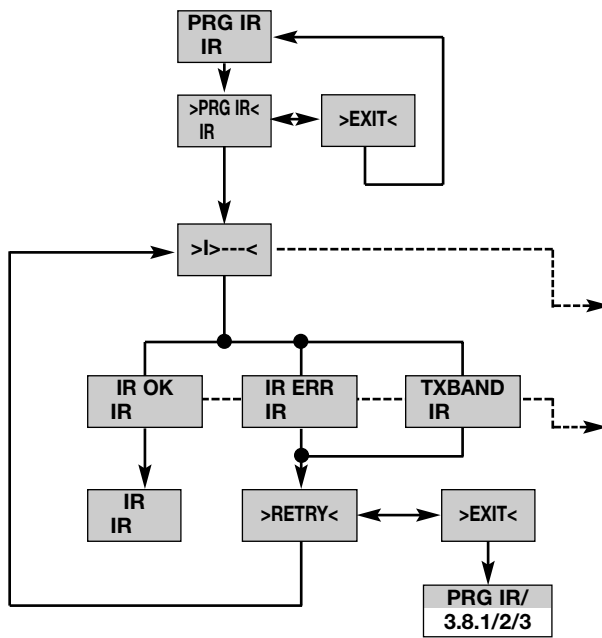 PRG IR
IR
>PRG IR<
IR
>EXIT<
>I>----<
IR OK
IR
IR ERR
IR
TXBAND
IR
IR
IR
>RETRY<
>EXIT<
PRG IR/
3.8.1/2/3